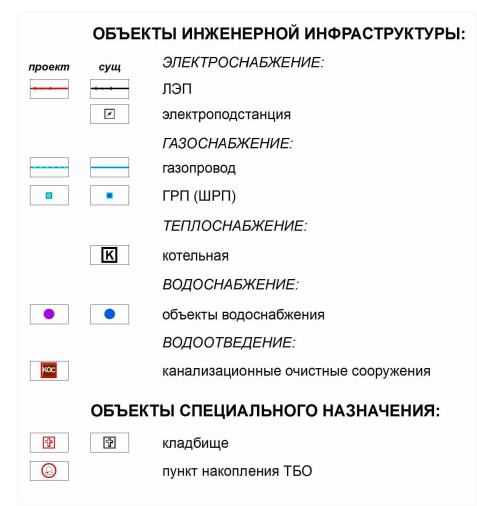 ОБЪЕКТЫ ИНЖЕНЕРНОЙ ИНФРАСТРУКТУРЫ:
проект сущ ЭЛЕКТРОСНАБЖЕНИЕ:
ЛЭП
электроподстанция
ГАЗОСНАБЖЕНИЕ:
газопровод
ГРП (ШРП)
ТЕПЛОСНАБЖЕНИЕ:
К котельная
ВОДОСНАБЖЕНИЕ:
объекты водоснабжения
ВОДООТВЕДЕНИЕ:
КОС канализационные очистные сооружения
ОБЪЕКТЫ СПЕЦИАЛЬНОГО НАЗНАЧЕНИЯ:
кладбище
пункт накопления ТБО